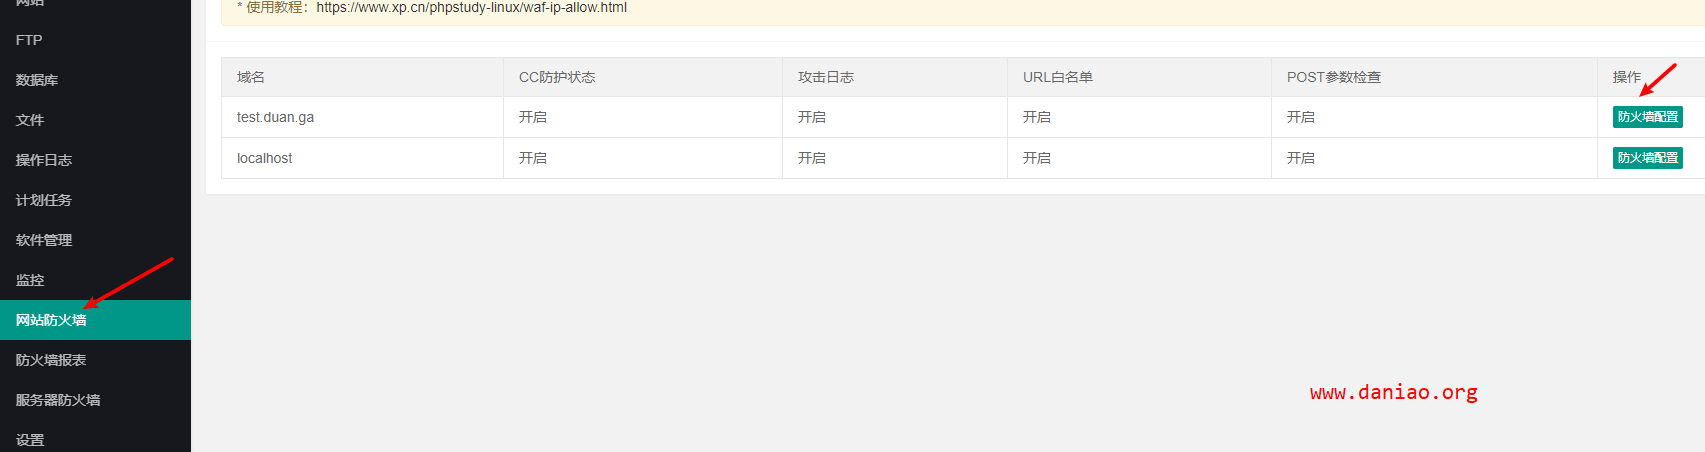 网站
FTP
数据库
文件
操作日志
计划任务
软件管理
监控
网站防火墙
防火墙报表
服务器防火墙
设置
* 使用教程：https://www.xp.cn/phpstudy-linux/waf-ip-allow.html
域名 CC防护状态 攻击日志 URL白名单 POST参数检查 操作
test.duan.ga 开启 开启 开启 开启 防火墙配置
localhost 开启 开启 开启 开启 防火墙配置
www.daniao.org